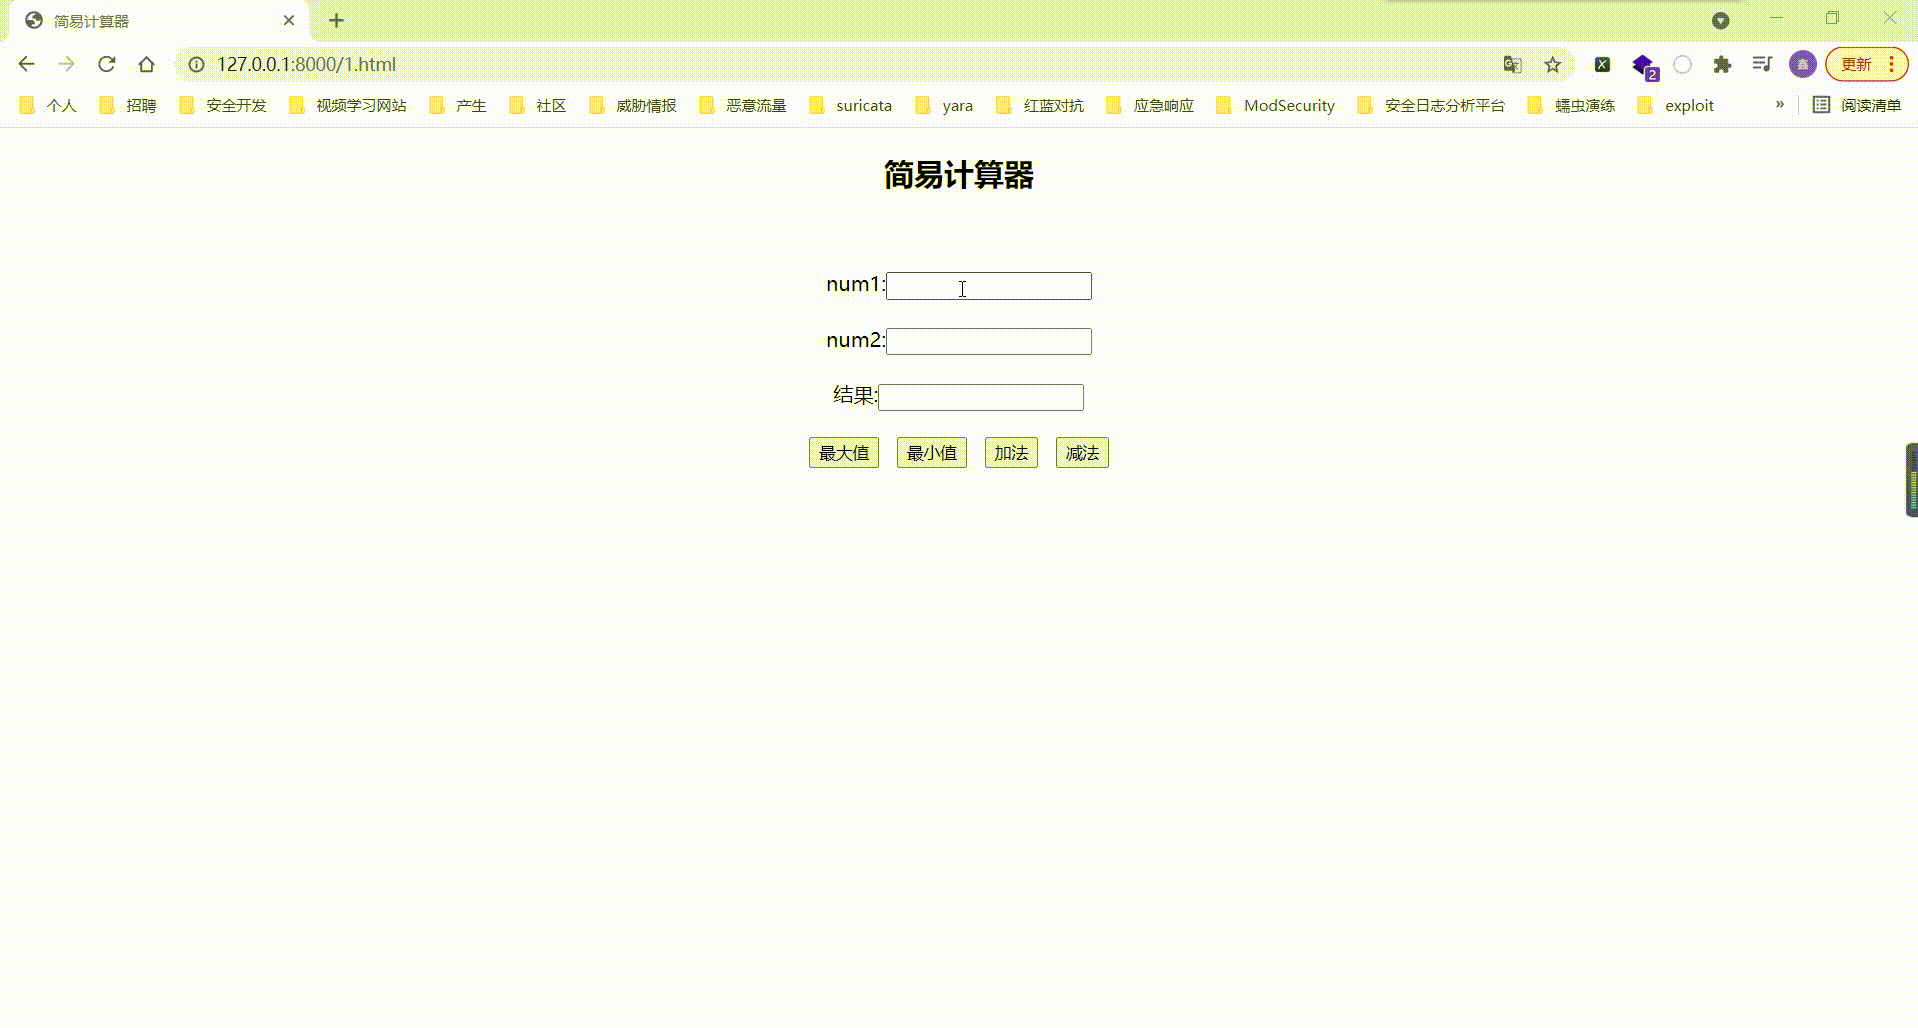 简易计算器
127.0.0.1:8000/1.html
2
鑫
更新
个人 招聘 安全开发 视频学习网站 产生 社区 威胁情报 恶意流量 suricata yara 红蓝对抗 应急响应 ModSecurity 安全日志分析平台 蠕虫演练 exploit » 阅读清单
简易计算器
num1:
num2:
结果:
最大值 最小值 加法 减法